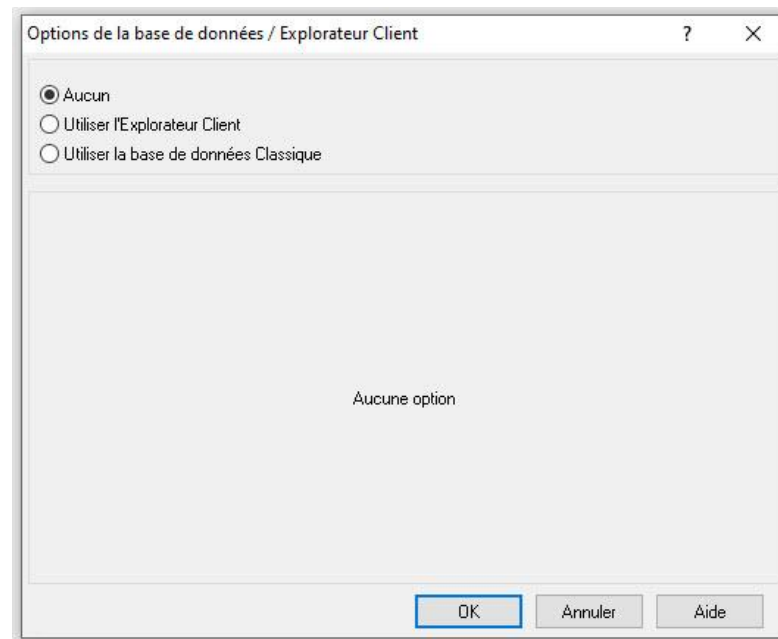 Options de la base de données / Explorateur Client
Aucun
Utiliser l'Explorateur Client
Utiliser la base de données Classique
Aucune option
OK Annuler Aide